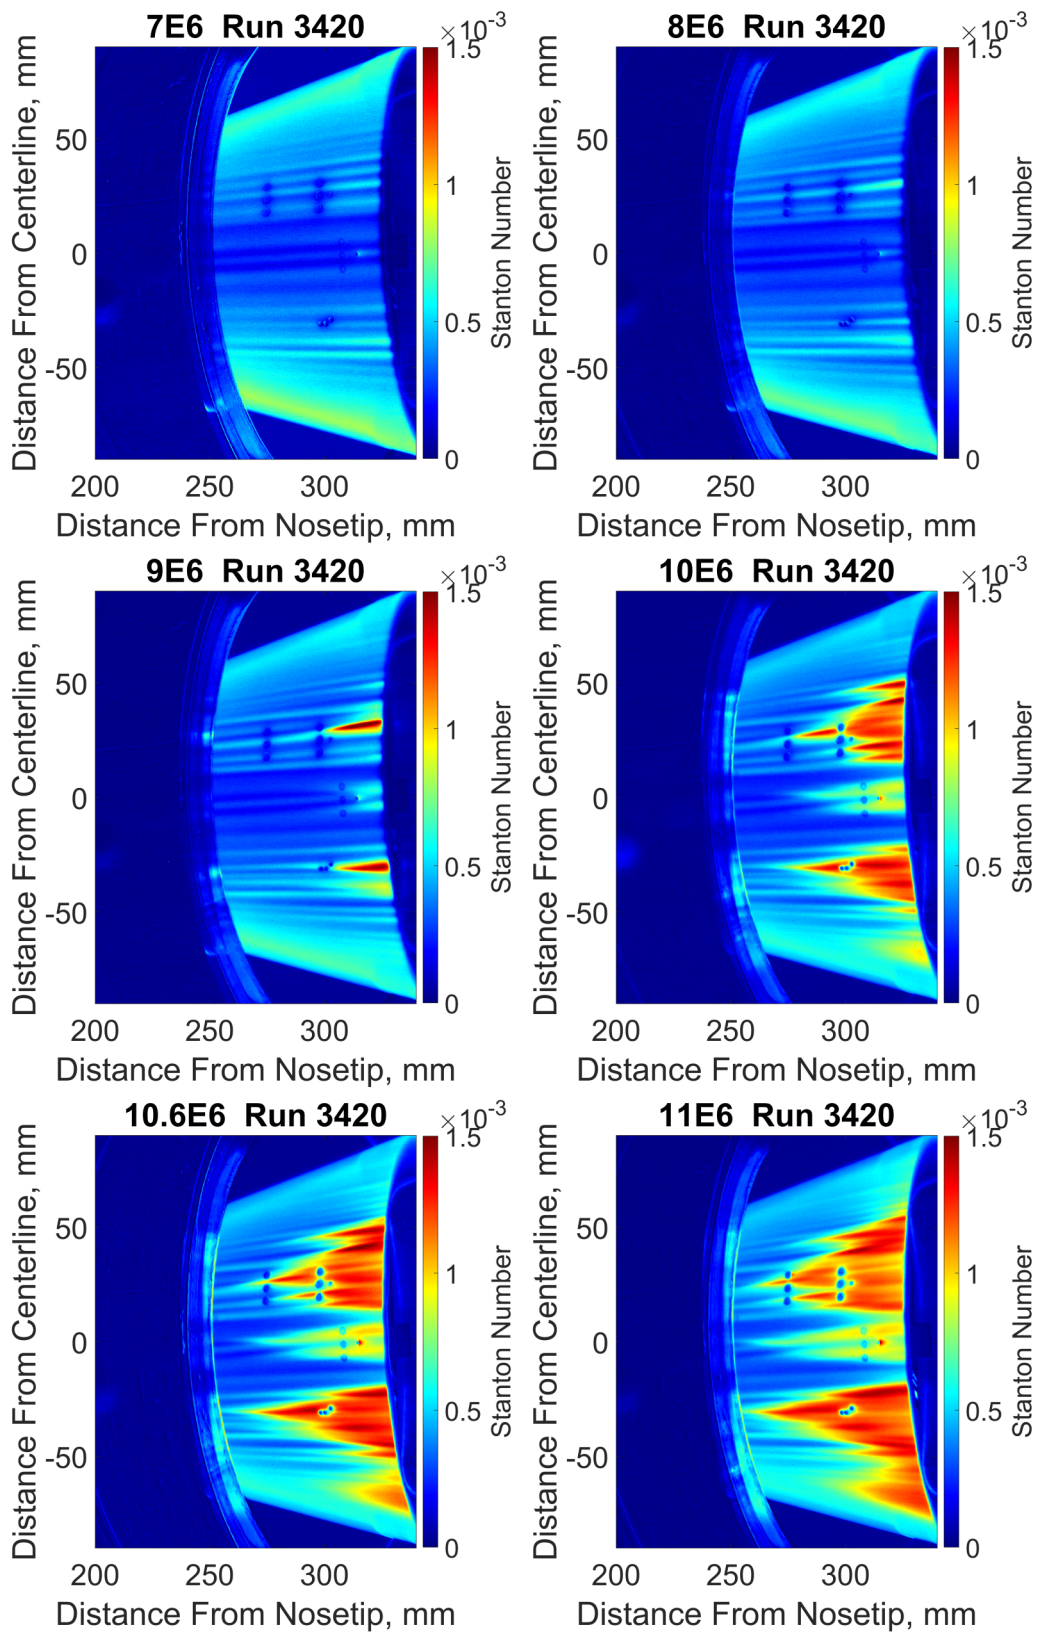 7E6 Run 3420
×10-3
1.5
1
0.5
0
50
0
-50
200 250 300
Distance From Centerline, mm
Distance From Nosetip, mm
Stanton Number
8E6 Run 3420
×10-3
1.5
1
0.5
0
50
0
-50
200 250 300
Distance From Centerline, mm
Distance From Nosetip, mm
Stanton Number
9E6 Run 3420
×10-3
1.5
1
0.5
0
50
0
-50
200 250 300
Distance From Centerline, mm
Distance From Nosetip, mm
Stanton Number
10E6 Run 3420
×10-3
1.5
1
0.5
0
50
0
-50
200 250 300
Distance From Centerline, mm
Distance From Nosetip, mm
Stanton Number
10.6E6 Run 3420
×10-3
1.5
1
0.5
0
50
0
-50
200 250 300
Distance From Centerline, mm
Distance From Nosetip, mm
Stanton Number
11E6 Run 3420
×10-3
1.5
1
0.5
0
50
0
-50
200 250 300
Distance From Centerline, mm
Distance From Nosetip, mm
Stanton Number